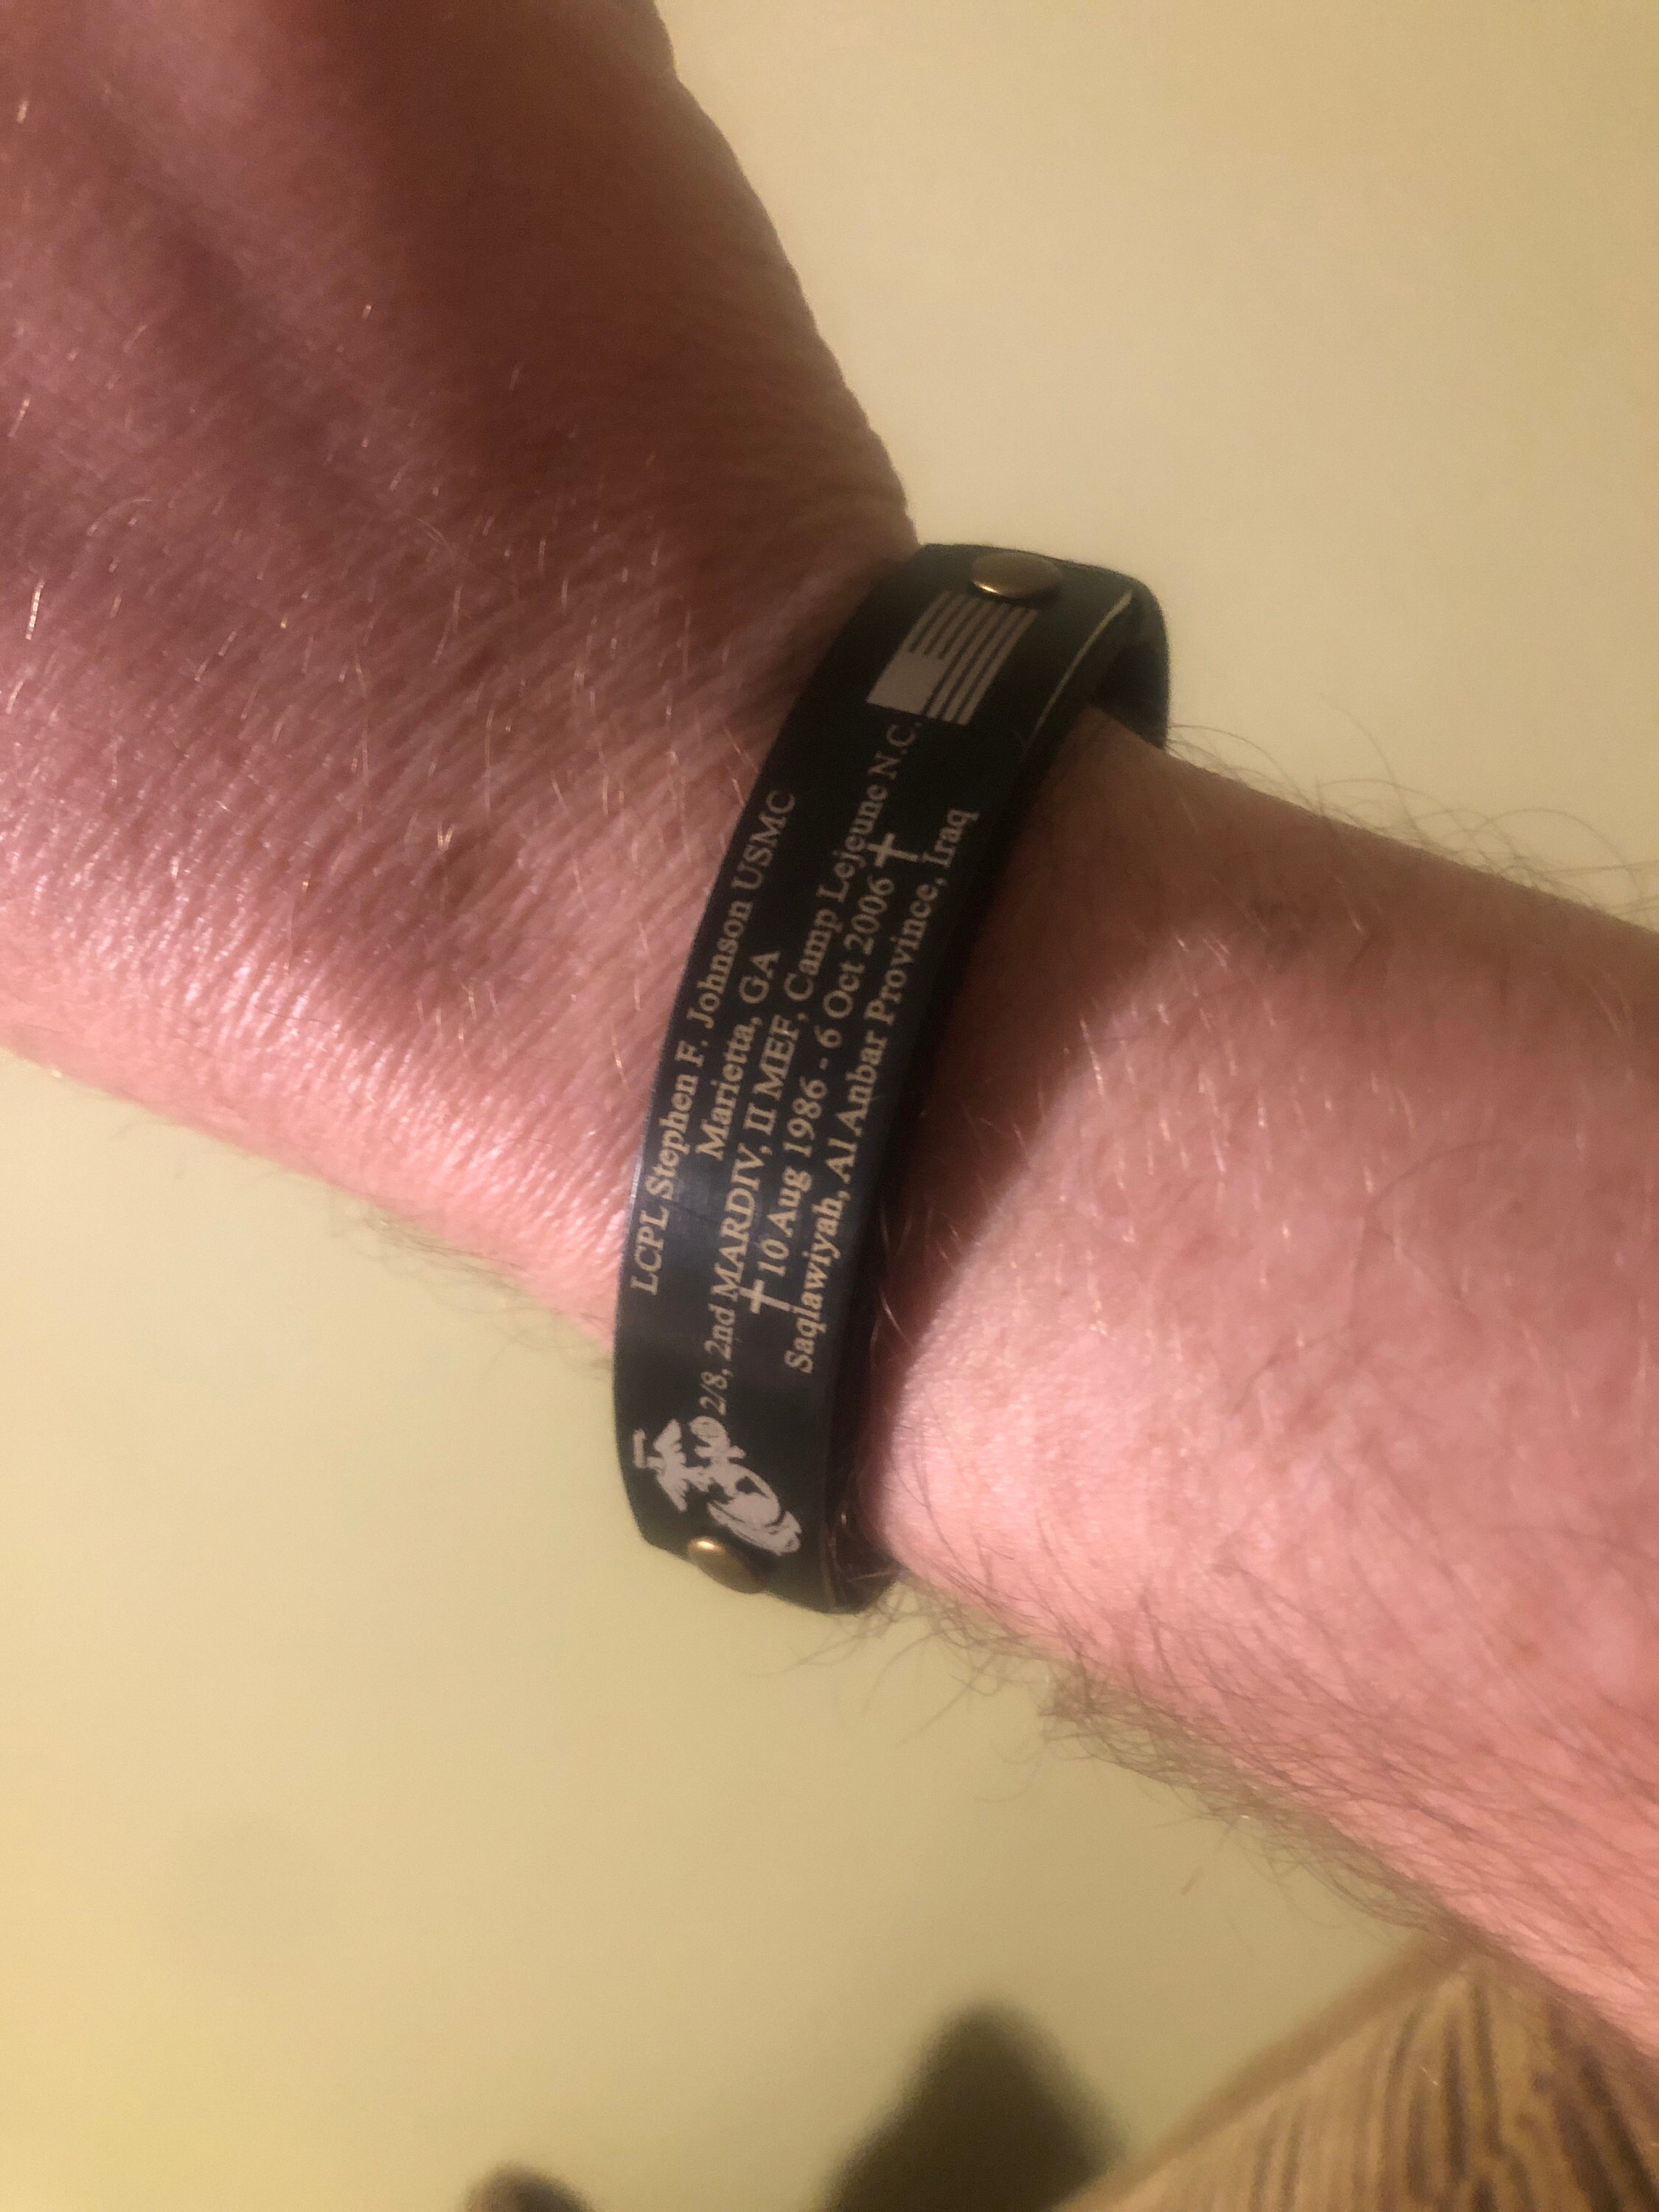 LCPL Stephen F. Johnson USMC
Marietta, GA
2/8, 2nd MARDIV, II MEF, Camp Lejeune N.C.
10 Aug 1986 - 6 Oct 2006
Saqlawiyah, Al Anbar Province, Iraq